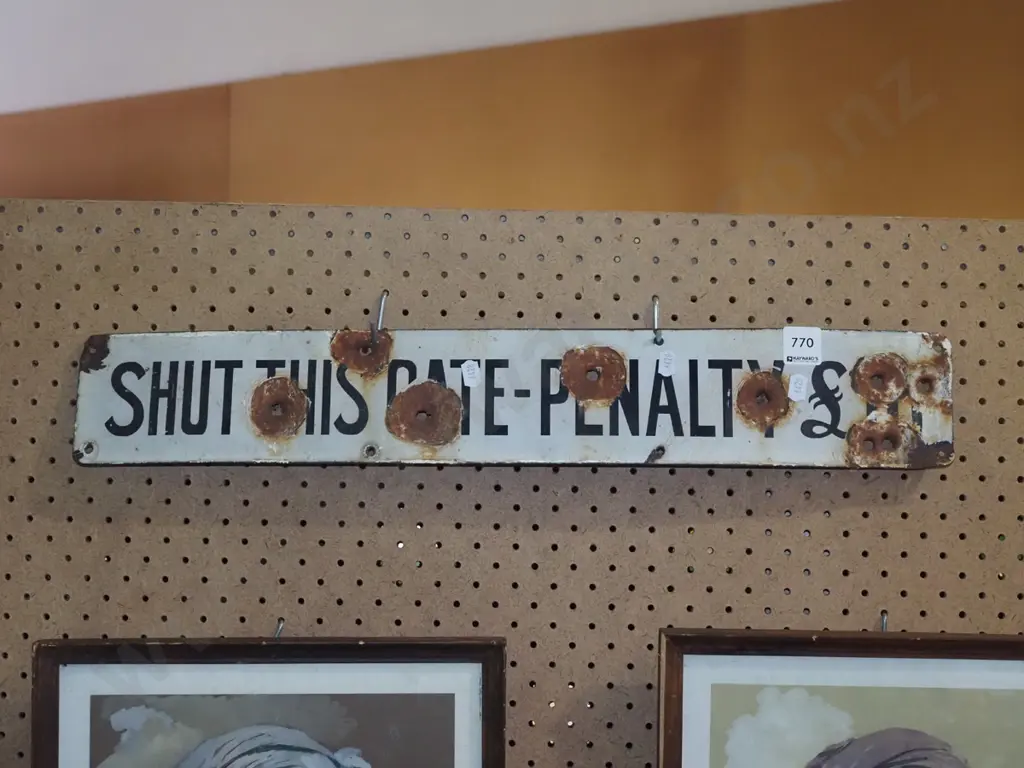 SHUT THIS GATE-PENALTY £
770